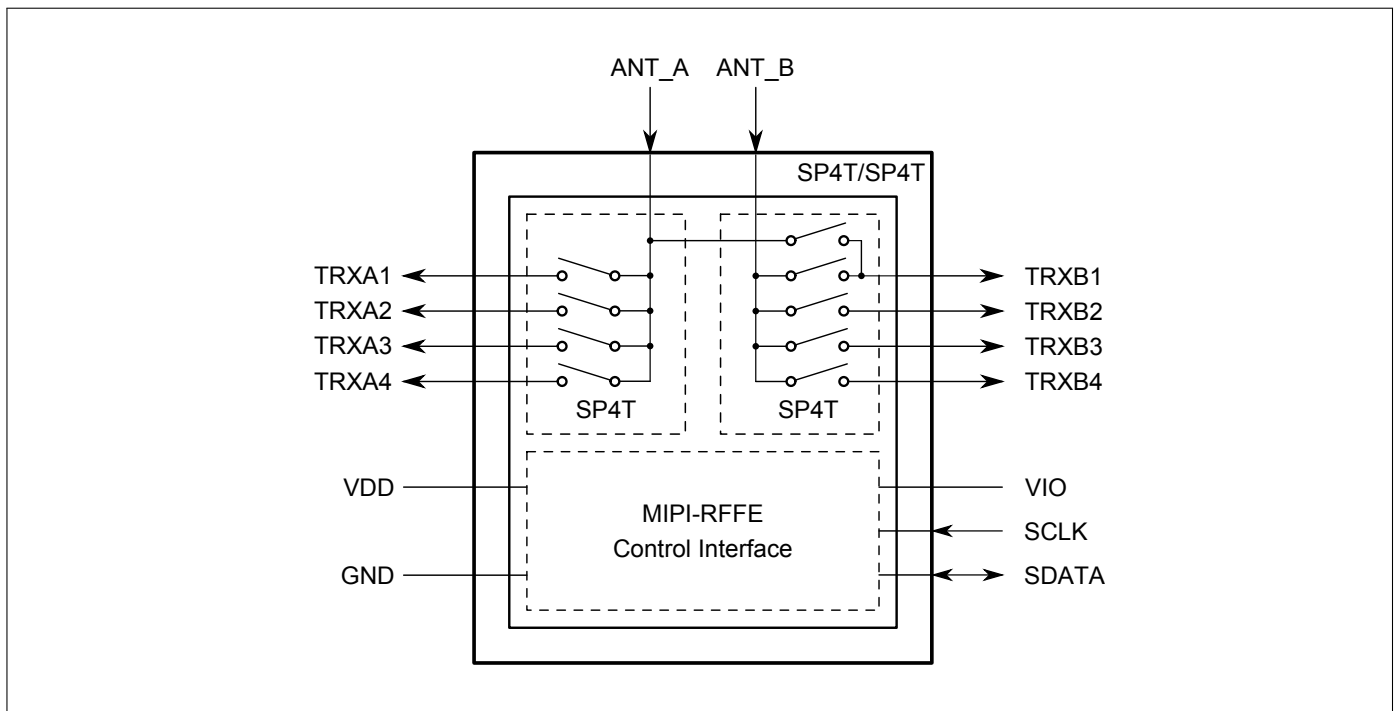 ANT_A ANT_B
SP4T/SP4T
TRXA1
TRXA2
TRXA3
TRXA4
TRXB1
TRXB2
TRXB3
TRXB4
SP4T
SP4T
VDD
GND
MIPI-RFFE
Control Interface
VIO
SCLK
SDATA